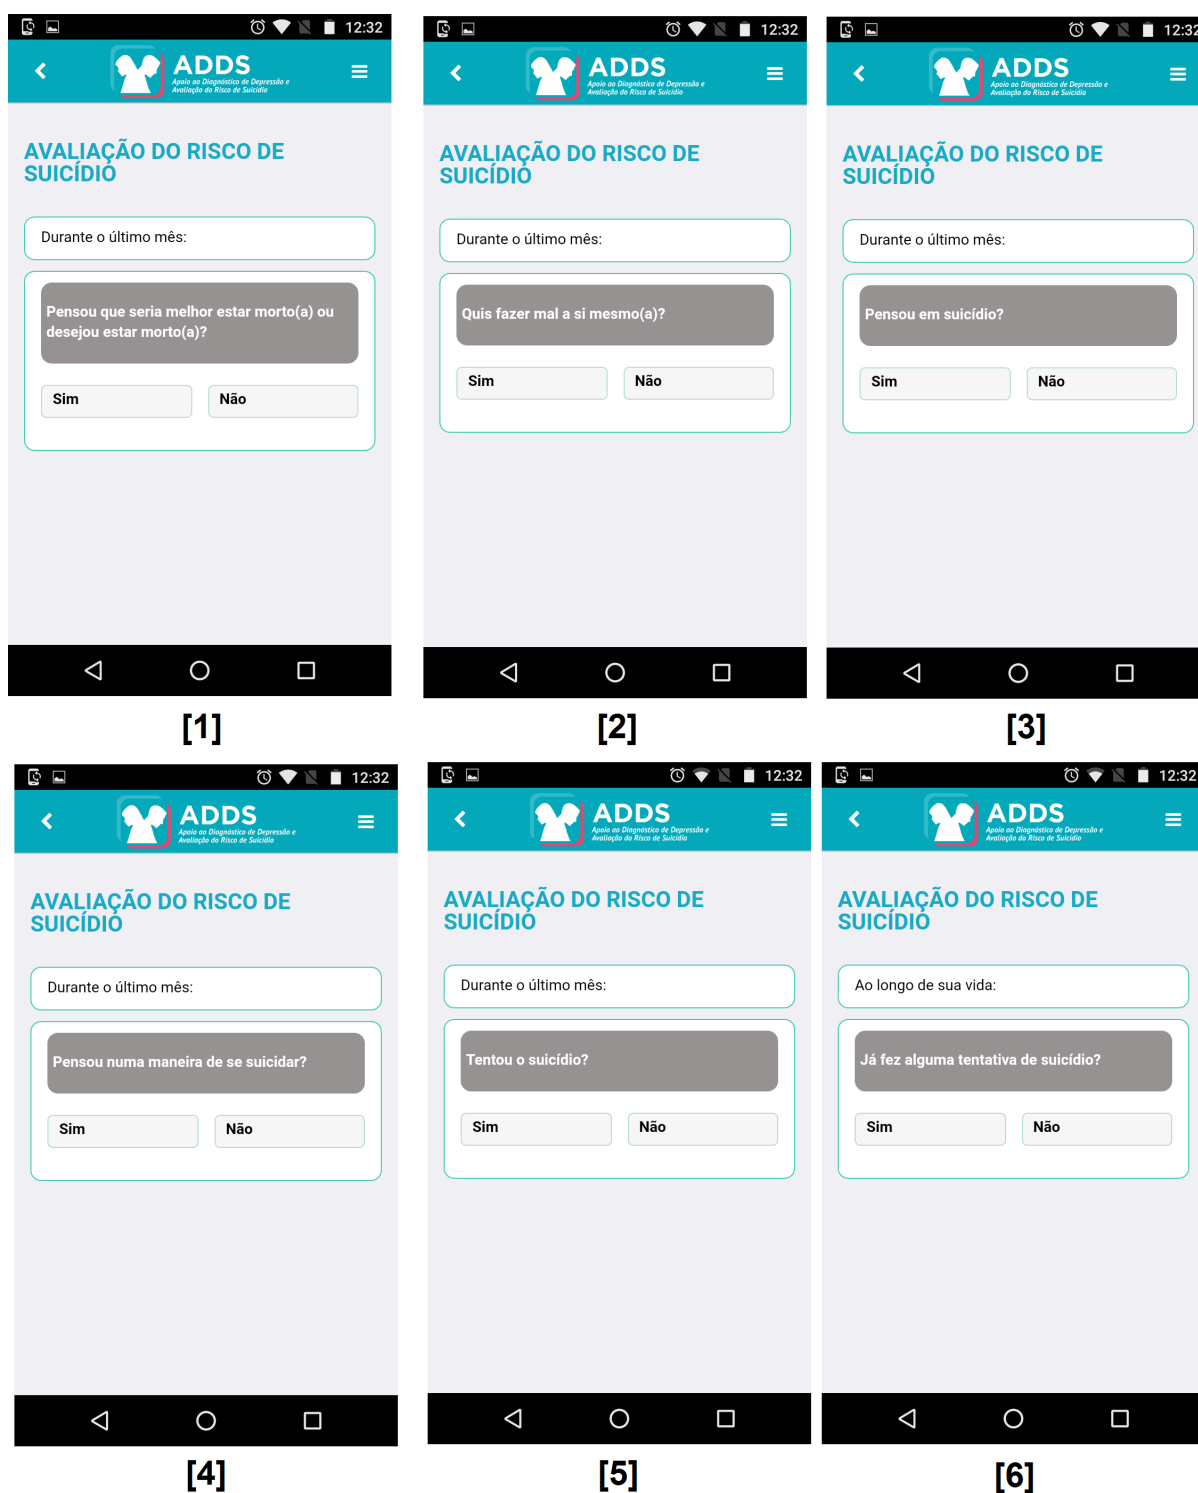 12:32
ADDS
Apoio ao Diagnóstico de Depressão e
Avaliação do Risco de Suicídio
AVALIAÇÃO DO RISCO DE
SUICÍDIO
Durante o último mês:
Pensou que seria melhor estar morto(a) ou
desejou estar morto(a)?
Sim Não
[1]
12:32
ADDS
Apoio ao Diagnóstico de Depressão e
Avaliação do Risco de Suicídio
AVALIAÇÃO DO RISCO DE
SUICÍDIO
Durante o último mês:
Quis fazer mal a si mesmo(a)?
Sim Não
[2]
12:32
ADDS
Apoio ao Diagnóstico de Depressão e
Avaliação do Risco de Suicídio
AVALIAÇÃO DO RISCO DE
SUICÍDIO
Durante o último mês:
Pensou em suicídio?
Sim Não
[3]
12:32
ADDS
Apoio ao Diagnóstico de Depressão e
Avaliação do Risco de Suicídio
AVALIAÇÃO DO RISCO DE
SUICÍDIO
Durante o último mês:
Pensou numa maneira de se suicidar?
Sim Não
[4]
12:32
ADDS
Apoio ao Diagnóstico de Depressão e
Avaliação do Risco de Suicídio
AVALIAÇÃO DO RISCO DE
SUICÍDIO
Durante o último mês:
Tentou o suicídio?
Sim Não
[5]
12:32
ADDS
Apoio ao Diagnóstico de Depressão e
Avaliação do Risco de Suicídio
AVALIAÇÃO DO RISCO DE
SUICÍDIO
Ao longo de sua vida:
Já fez alguma tentativa de suicídio?
Sim Não
[6]